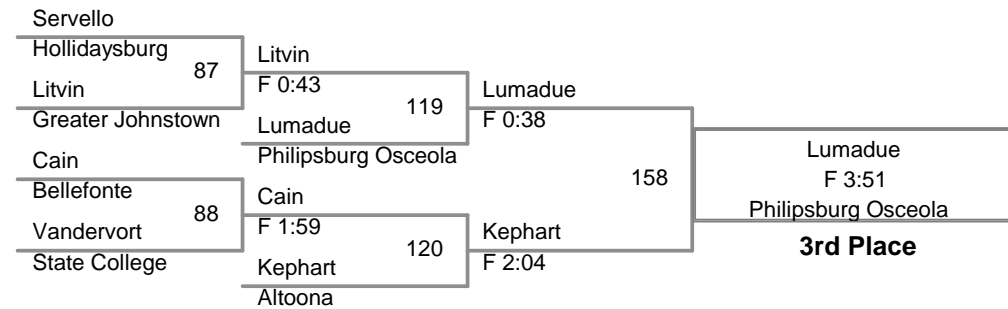 Servello
Hollidaysburg
87
Litvin
Greater Johnstown
Cain
Bellefonte
88
Vandervort
State College
Litvin
F 0:43
119
Lumadue
Philipsburg Osceola
Cain
F 1:59
120
Kephart
Altoona
Lumadue
F 0:38
158
Kephart
F 2:04
Lumadue
F 3:51
Philipsburg Osceola
3rd Place